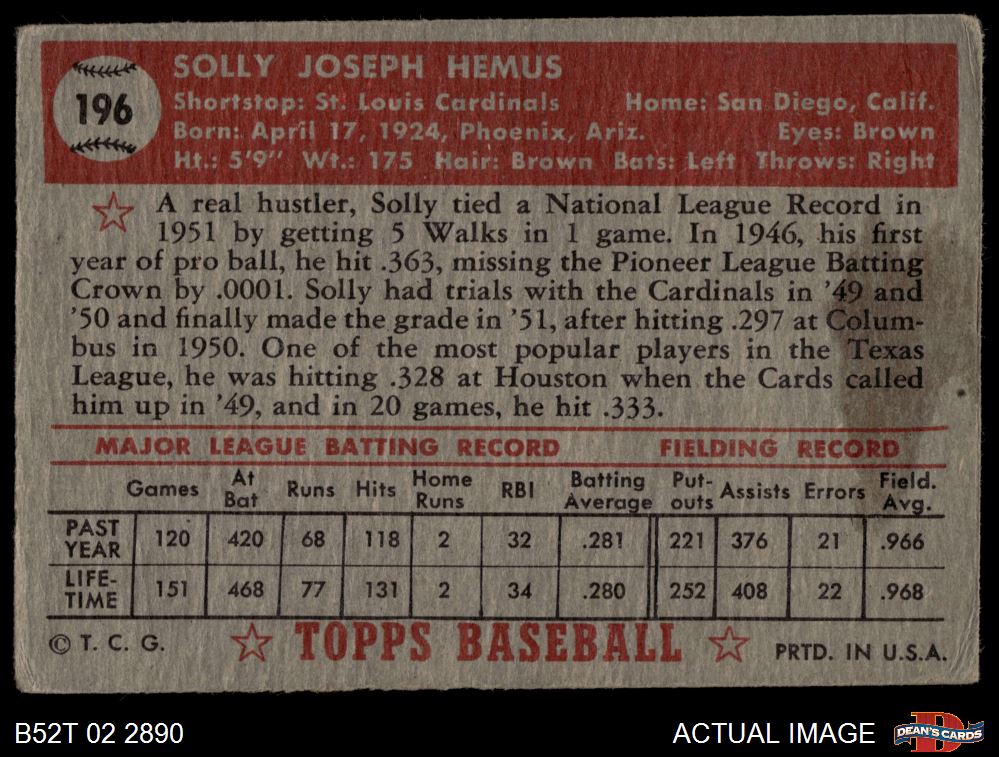 196
SOLLY JOSEPH HEMUS
Shortstop: St. Louis Cardinals Home: San Diego, Calif.
Born: April 17, 1924, Phoenix, Ariz. Eyes: Brown
Ht.: 5'9" Wt.: 175 Hair: Brown Bats: Left Throws: Right
A real hustler, Solly tied a National League Record in
1951 by getting 5 Walks in 1 game. In 1946, his first
year of pro ball, he hit .363, missing the Pioneer League Batting
Crown by .0001. Solly had trials with the Cardinals in '49 and
'50 and finally made the grade in '51, after hitting .297 at Colum-
bus in 1950. One of the most popular players in the Texas
League, he was hitting .328 at Houston when the Cards called
him up in '49, and in 20 games, he hit .333.
MAJOR LEAGUE BATTING RECORD FIELDING RECORD
Games At Bat Runs Hits Home Runs RBI Batting Average Put-outs Assists Errors Field. Avg.
PAST YEAR 120 420 68 118 2 32 .281 221 376 21 .966
LIFE-TIME 151 468 77 131 2 34 .280 252 408 22 .968
© T. C. G. TOPPS BASEBALL PRTD. IN U.S.A.
B52T 02 2890 ACTUAL IMAGE DEAN'S CARDS